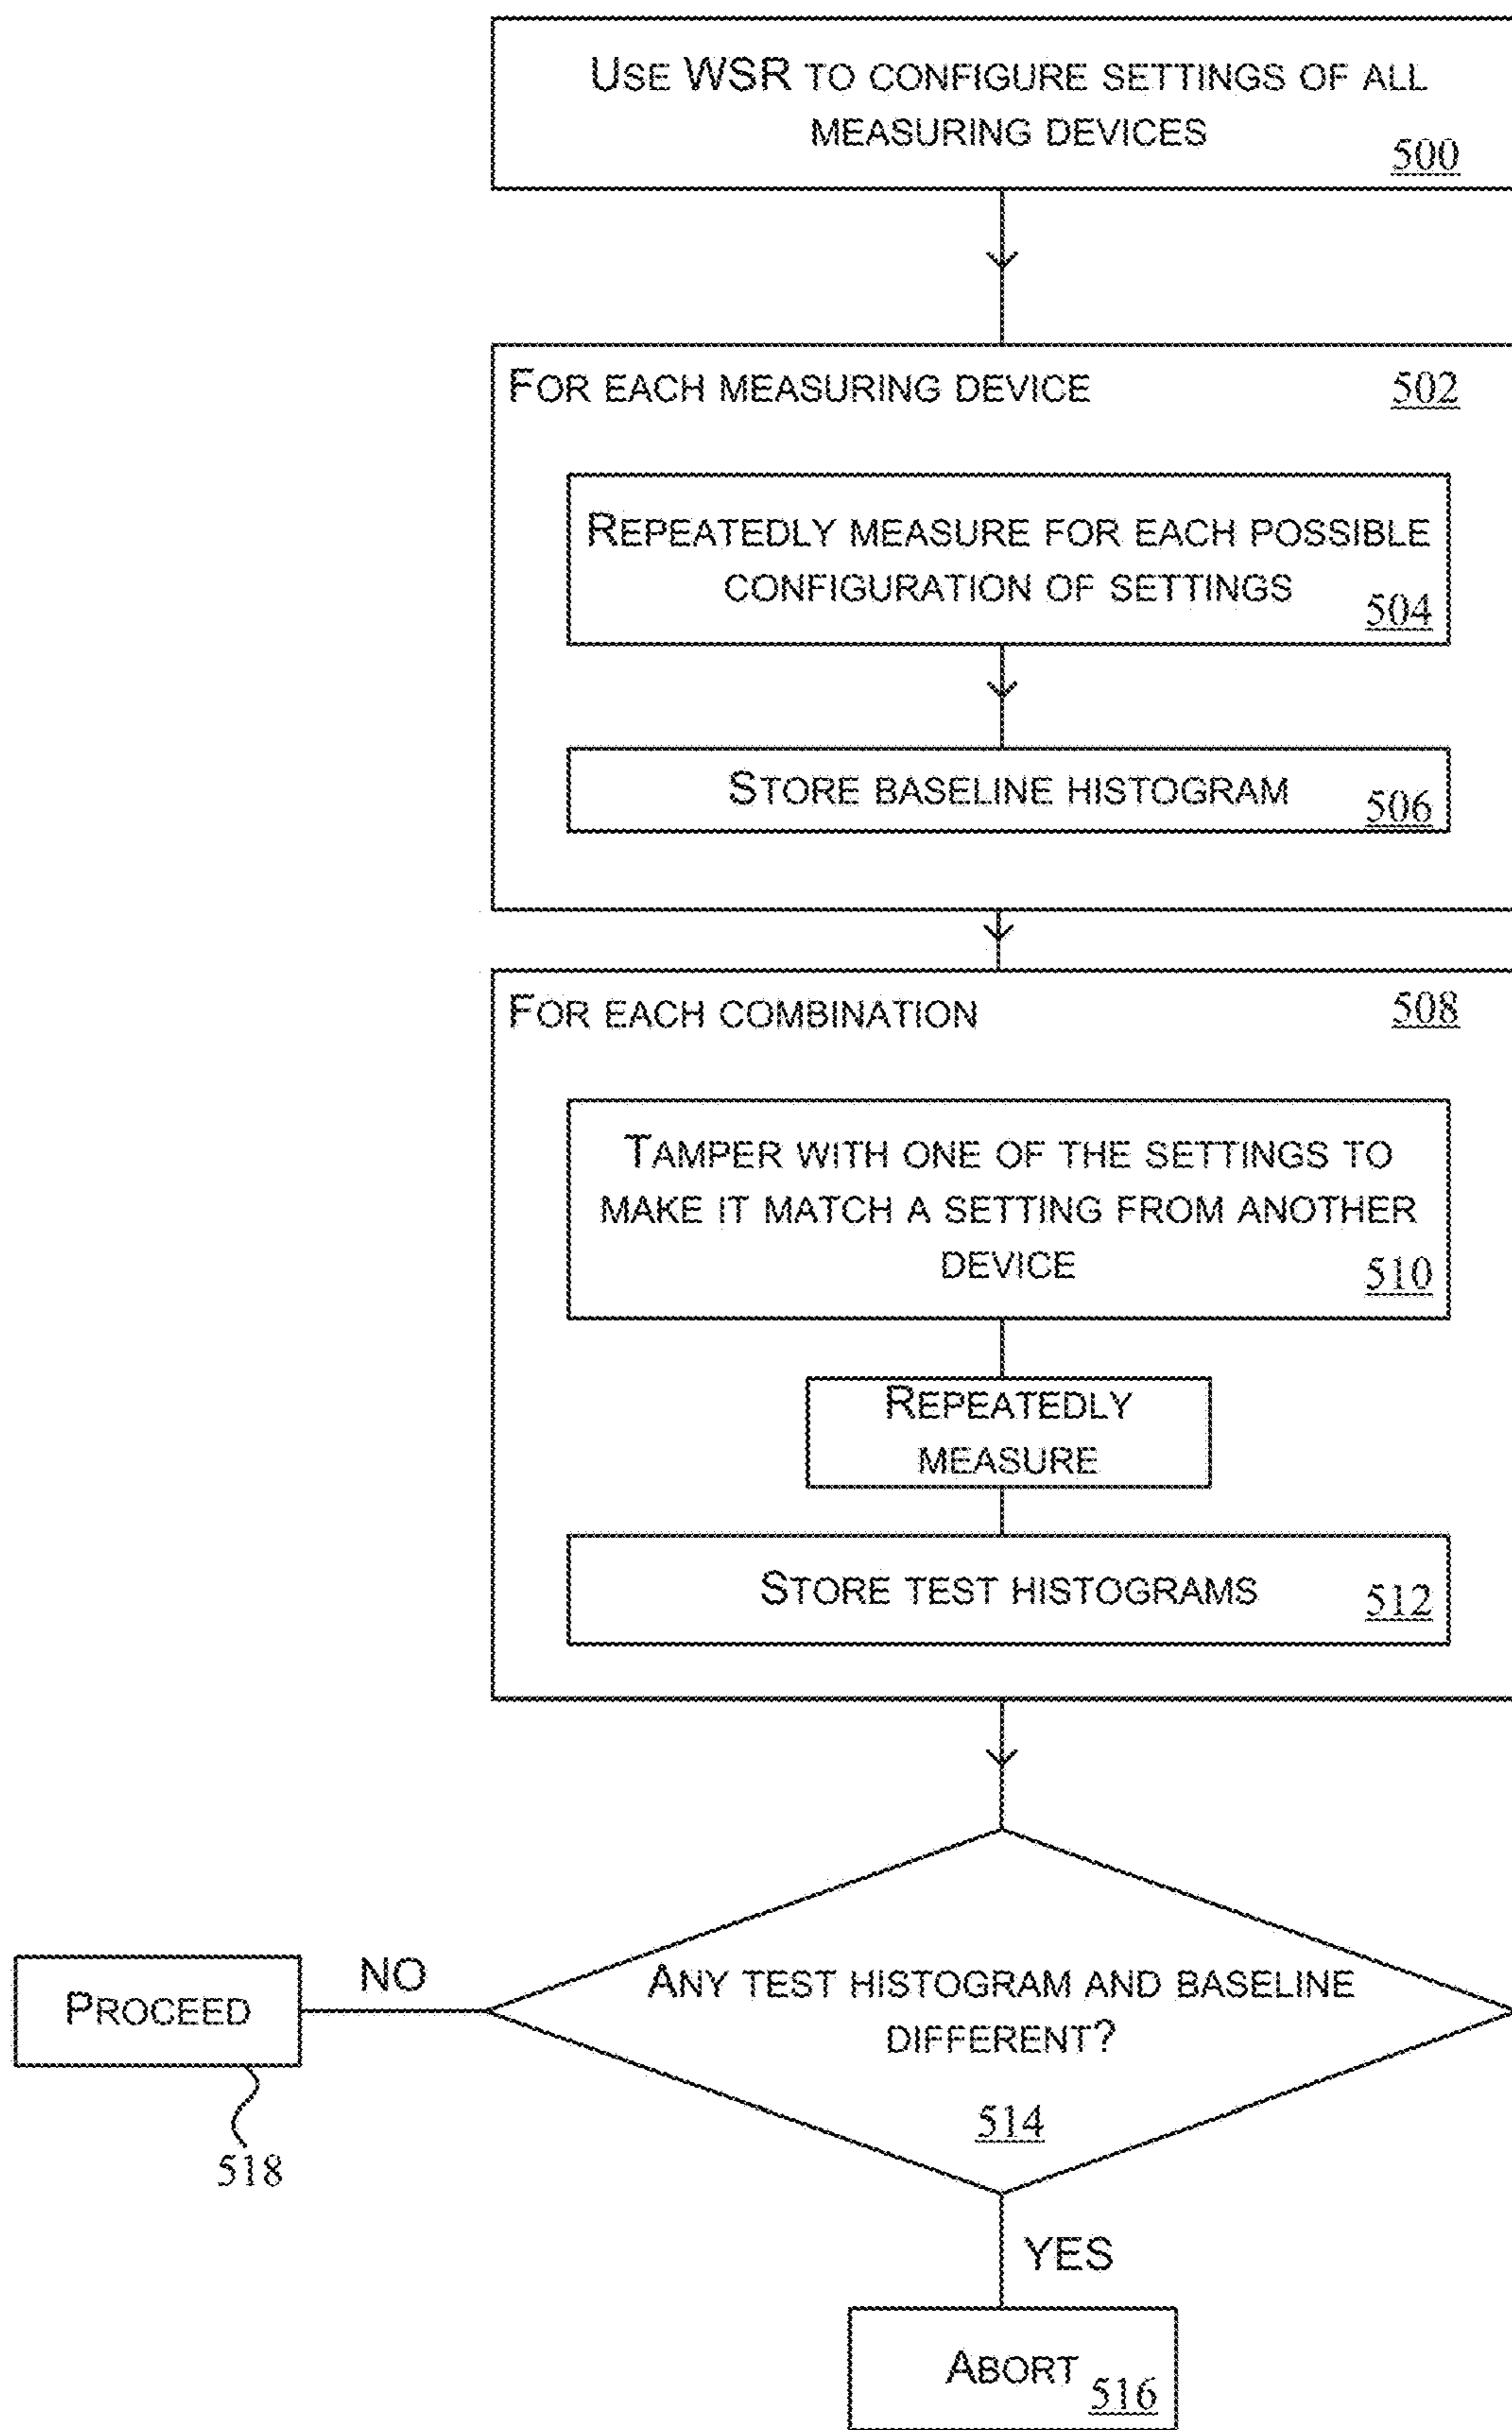 USE WSR TO CONFIGURE SETTINGS OF ALL
MEASURING DEVICES
500
FOR EACH MEASURING DEVICE
502
REPEATEDLY MEASURE FOR EACH POSSIBLE
CONFIGURATION OF SETTINGS
504
STORE BASELINE HISTOGRAM
506
FOR EACH COMBINATION
508
TAMPER WITH ONE OF THE SETTINGS TO
MAKE IT MATCH A SETTING FROM ANOTHER
DEVICE
510
REPEATEDLY
MEASURE
STORE TEST HISTOGRAMS
512
ANY TEST HISTOGRAM AND BASELINE
DIFFERENT?
514
NO
PROCEED
518
YES
ABORT
516